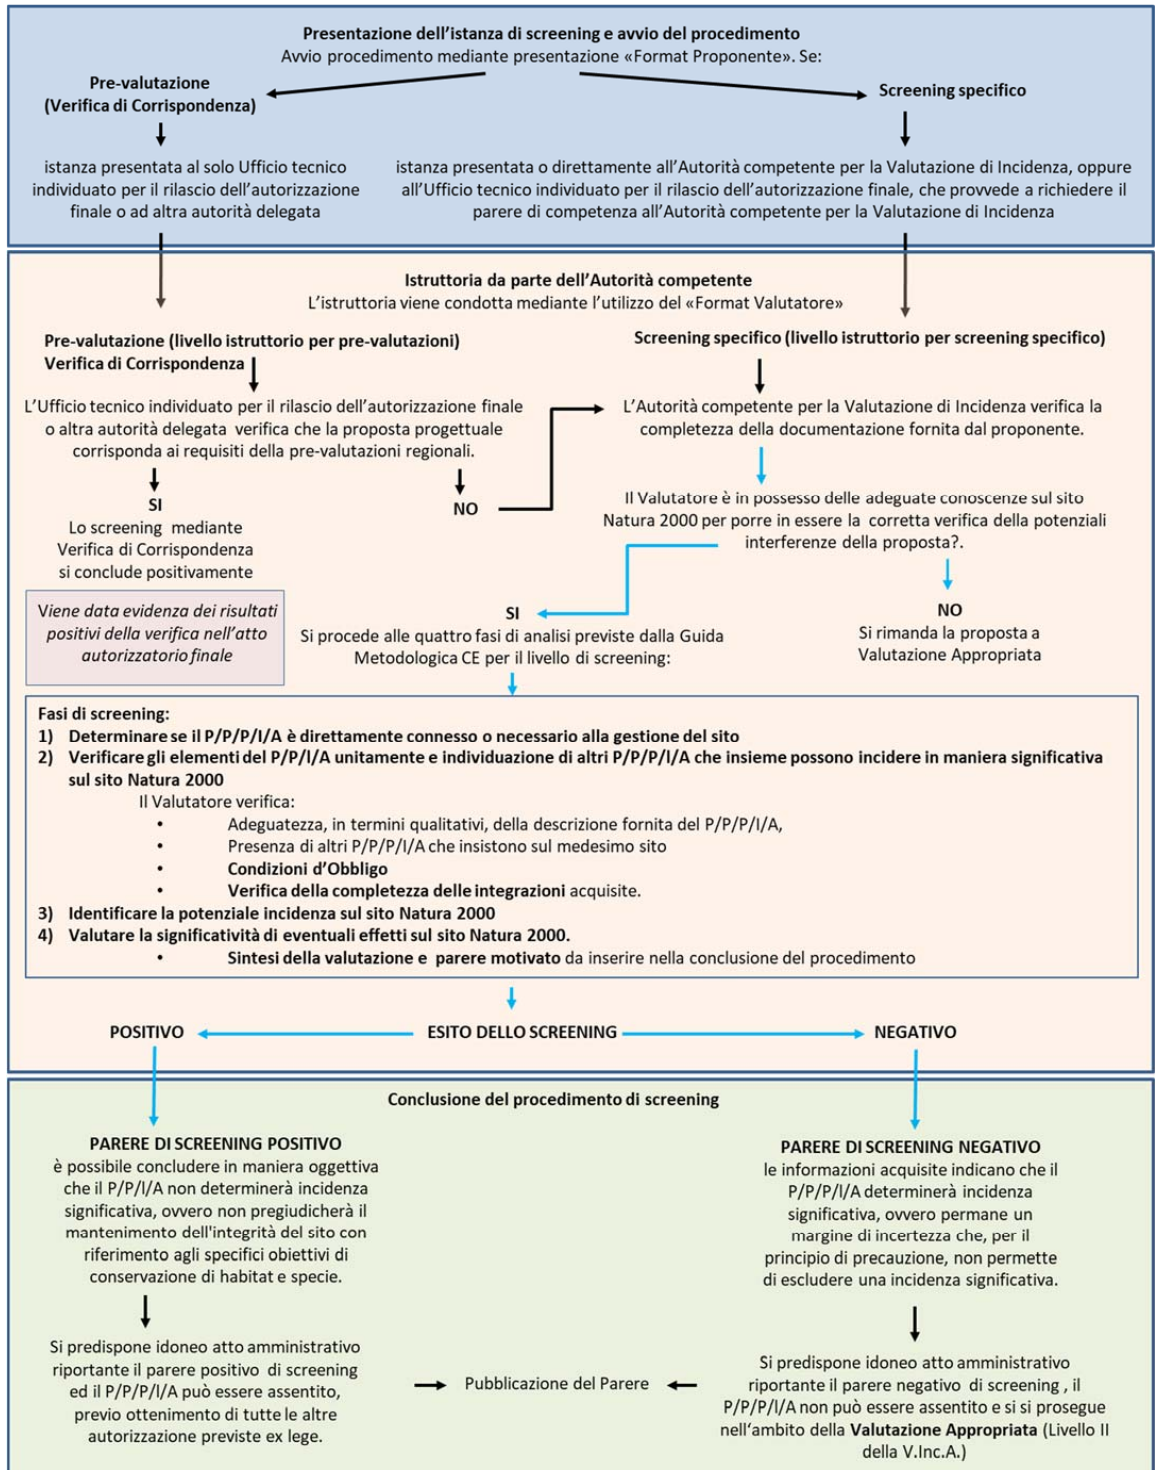 Presentazione dell'istanza di screening e avvio del procedimento
Avvio procedimento mediante presentazione «Format Proponente». Se:
Pre-valutazione
(Verifica di Corrispondenza)
istanza presentata al solo Ufficio tecnico
individuato per il rilascio dell'autorizzazione
finale o ad altra autorità delegata
Screening specifico
istanza presentata o direttamente all'Autorità competente per la Valutazione di Incidenza, oppure
all'Ufficio tecnico individuato per il rilascio dell'autorizzazione finale, che provvede a richiedere il
parere di competenza all'Autorità competente per la Valutazione di Incidenza
Istruttoria da parte dell'Autorità competente
L'istruttoria viene condotta mediante l'utilizzo del «Format Valutatore»
Pre-valutazione (livello istruttorio per pre-valutazioni)
Verifica di Corrispondenza
L'Ufficio tecnico individuato per il rilascio dell'autorizzazione finale
o altra autorità delegata verifica che la proposta progettuale
corrisponda ai requisiti della pre-valutazioni regionali.
SI
Lo screening mediante
Verifica di Corrispondenza
si conclude positivamente
NO
Viene data evidenza dei risultati
positivi della verifica nell'atto
autorizzatorio finale
Screening specifico (livello istruttorio per screening specifico)
L'Autorità competente per la Valutazione di Incidenza verifica la
completezza della documentazione fornita dal proponente.
Il Valutatore è in possesso delle adeguate conoscenze sul sito
Natura 2000 per porre in essere la corretta verifica della potenziali
interferenze della proposta?.
SI
Si procede alle quattro fasi di analisi previste dalla Guida
Metodologica CE per il livello di screening:
NO
Si rimanda la proposta a
Valutazione Appropriata
Fasi di screening:
1) Determinare se il P/P/P/I/A è direttamente connesso o necessario alla gestione del sito
2) Verificare gli elementi del P/P/I/A unitamente e individuazione di altri P/P/P/I/A che insieme possono incidere in maniera significativa
sul sito Natura 2000
Il Valutatore verifica:
• Adeguatezza, in termini qualitativi, della descrizione fornita del P/P/P/I/A,
• Presenza di altri P/P/P/I/A che insistono sul medesimo sito
• Condizioni d'Obbligo
• Verifica della completezza delle integrazioni acquisite.
3) Identificare la potenziale incidenza sul sito Natura 2000
4) Valutare la significatività di eventuali effetti sul sito Natura 2000.
• Sintesi della valutazione e parere motivato da inserire nella conclusione del procedimento
POSITIVO
ESITO DELLO SCREENING
NEGATIVO
Conclusione del procedimento di screening
PARERE DI SCREENING POSITIVO
è possibile concludere in maniera oggettiva
che il P/P/I/A non determinerà incidenza
significativa, ovvero non pregiudicherà il
mantenimento dell'integrità del sito con
riferimento agli specifici obiettivi di
conservazione di habitat e specie.
Si predispone idoneo atto amministrativo
riportante il parere positivo di screening
ed il P/P/P/I/A può essere assentito,
previo ottenimento di tutte le altre
autorizzazione previste ex lege.
Pubblicazione del Parere
PARERE DI SCREENING NEGATIVO
le informazioni acquisite indicano che il
P/P/P/I/A determinerà incidenza
significativa, ovvero permane un
margine di incertezza che, per il
principio di precauzione, non permette
di escludere una incidenza significativa.
Si predispone idoneo atto amministrativo
riportante il parere negativo di screening , il
P/P/P/I/A non può essere assentito e si si prosegue
nell'ambito della Valutazione Appropriata (Livello II
della V.Inc.A.)